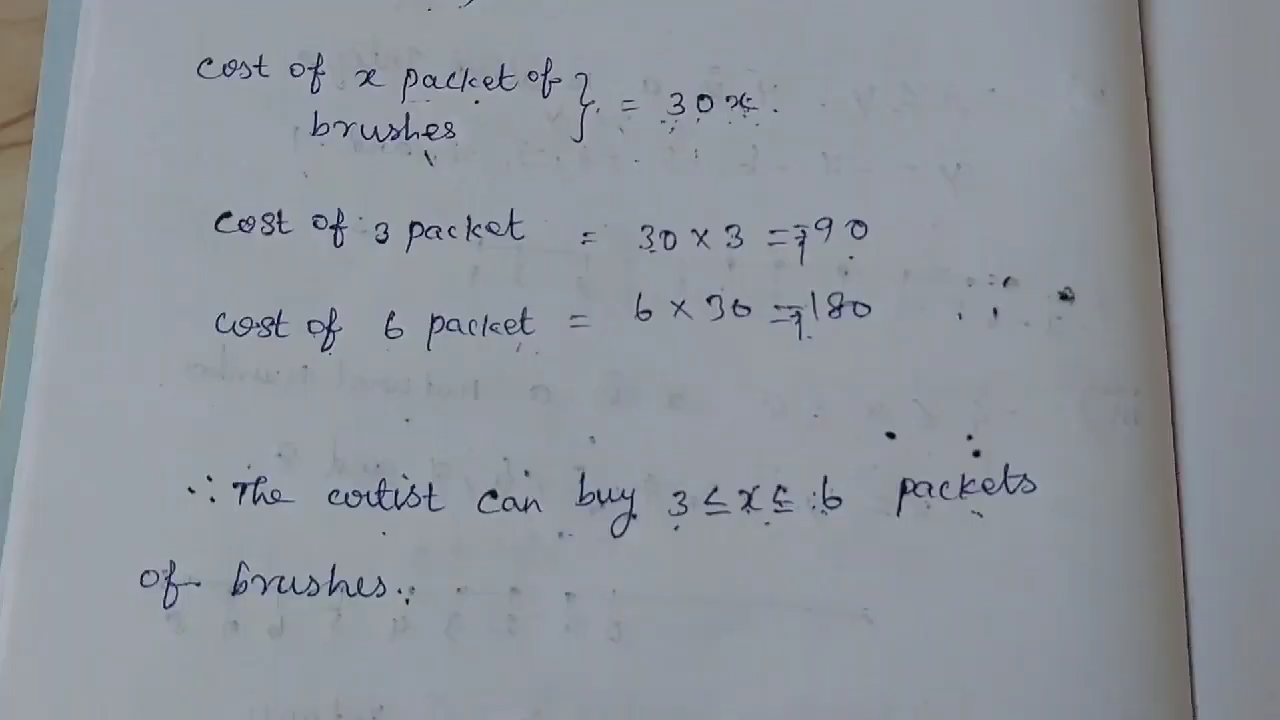 cost of x packet of } = 30x.
brushes
cost of 3 packet = 30 × 3 = ₹90
cost of 6 packet = 6 × 30 = ₹180
∴ The artist can buy 3 ≤ x ≤ 6 packets
of brushes.